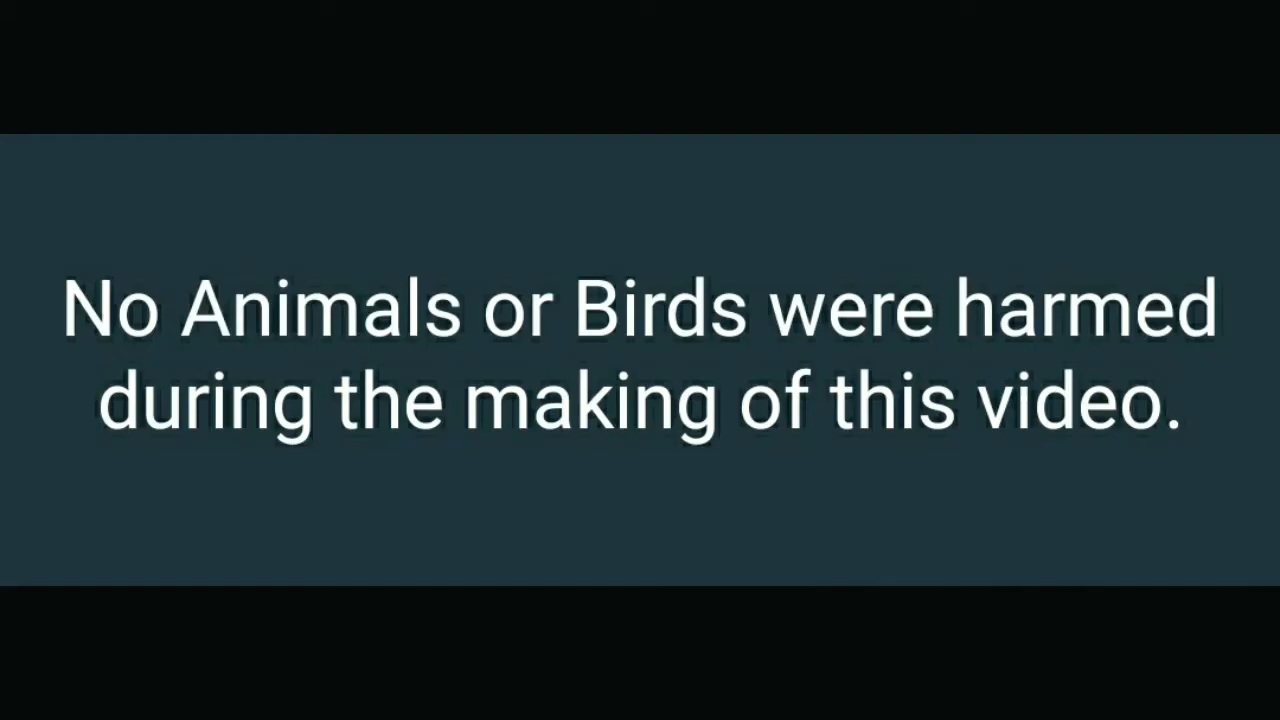 No Animals or Birds were harmed
during the making of this video.